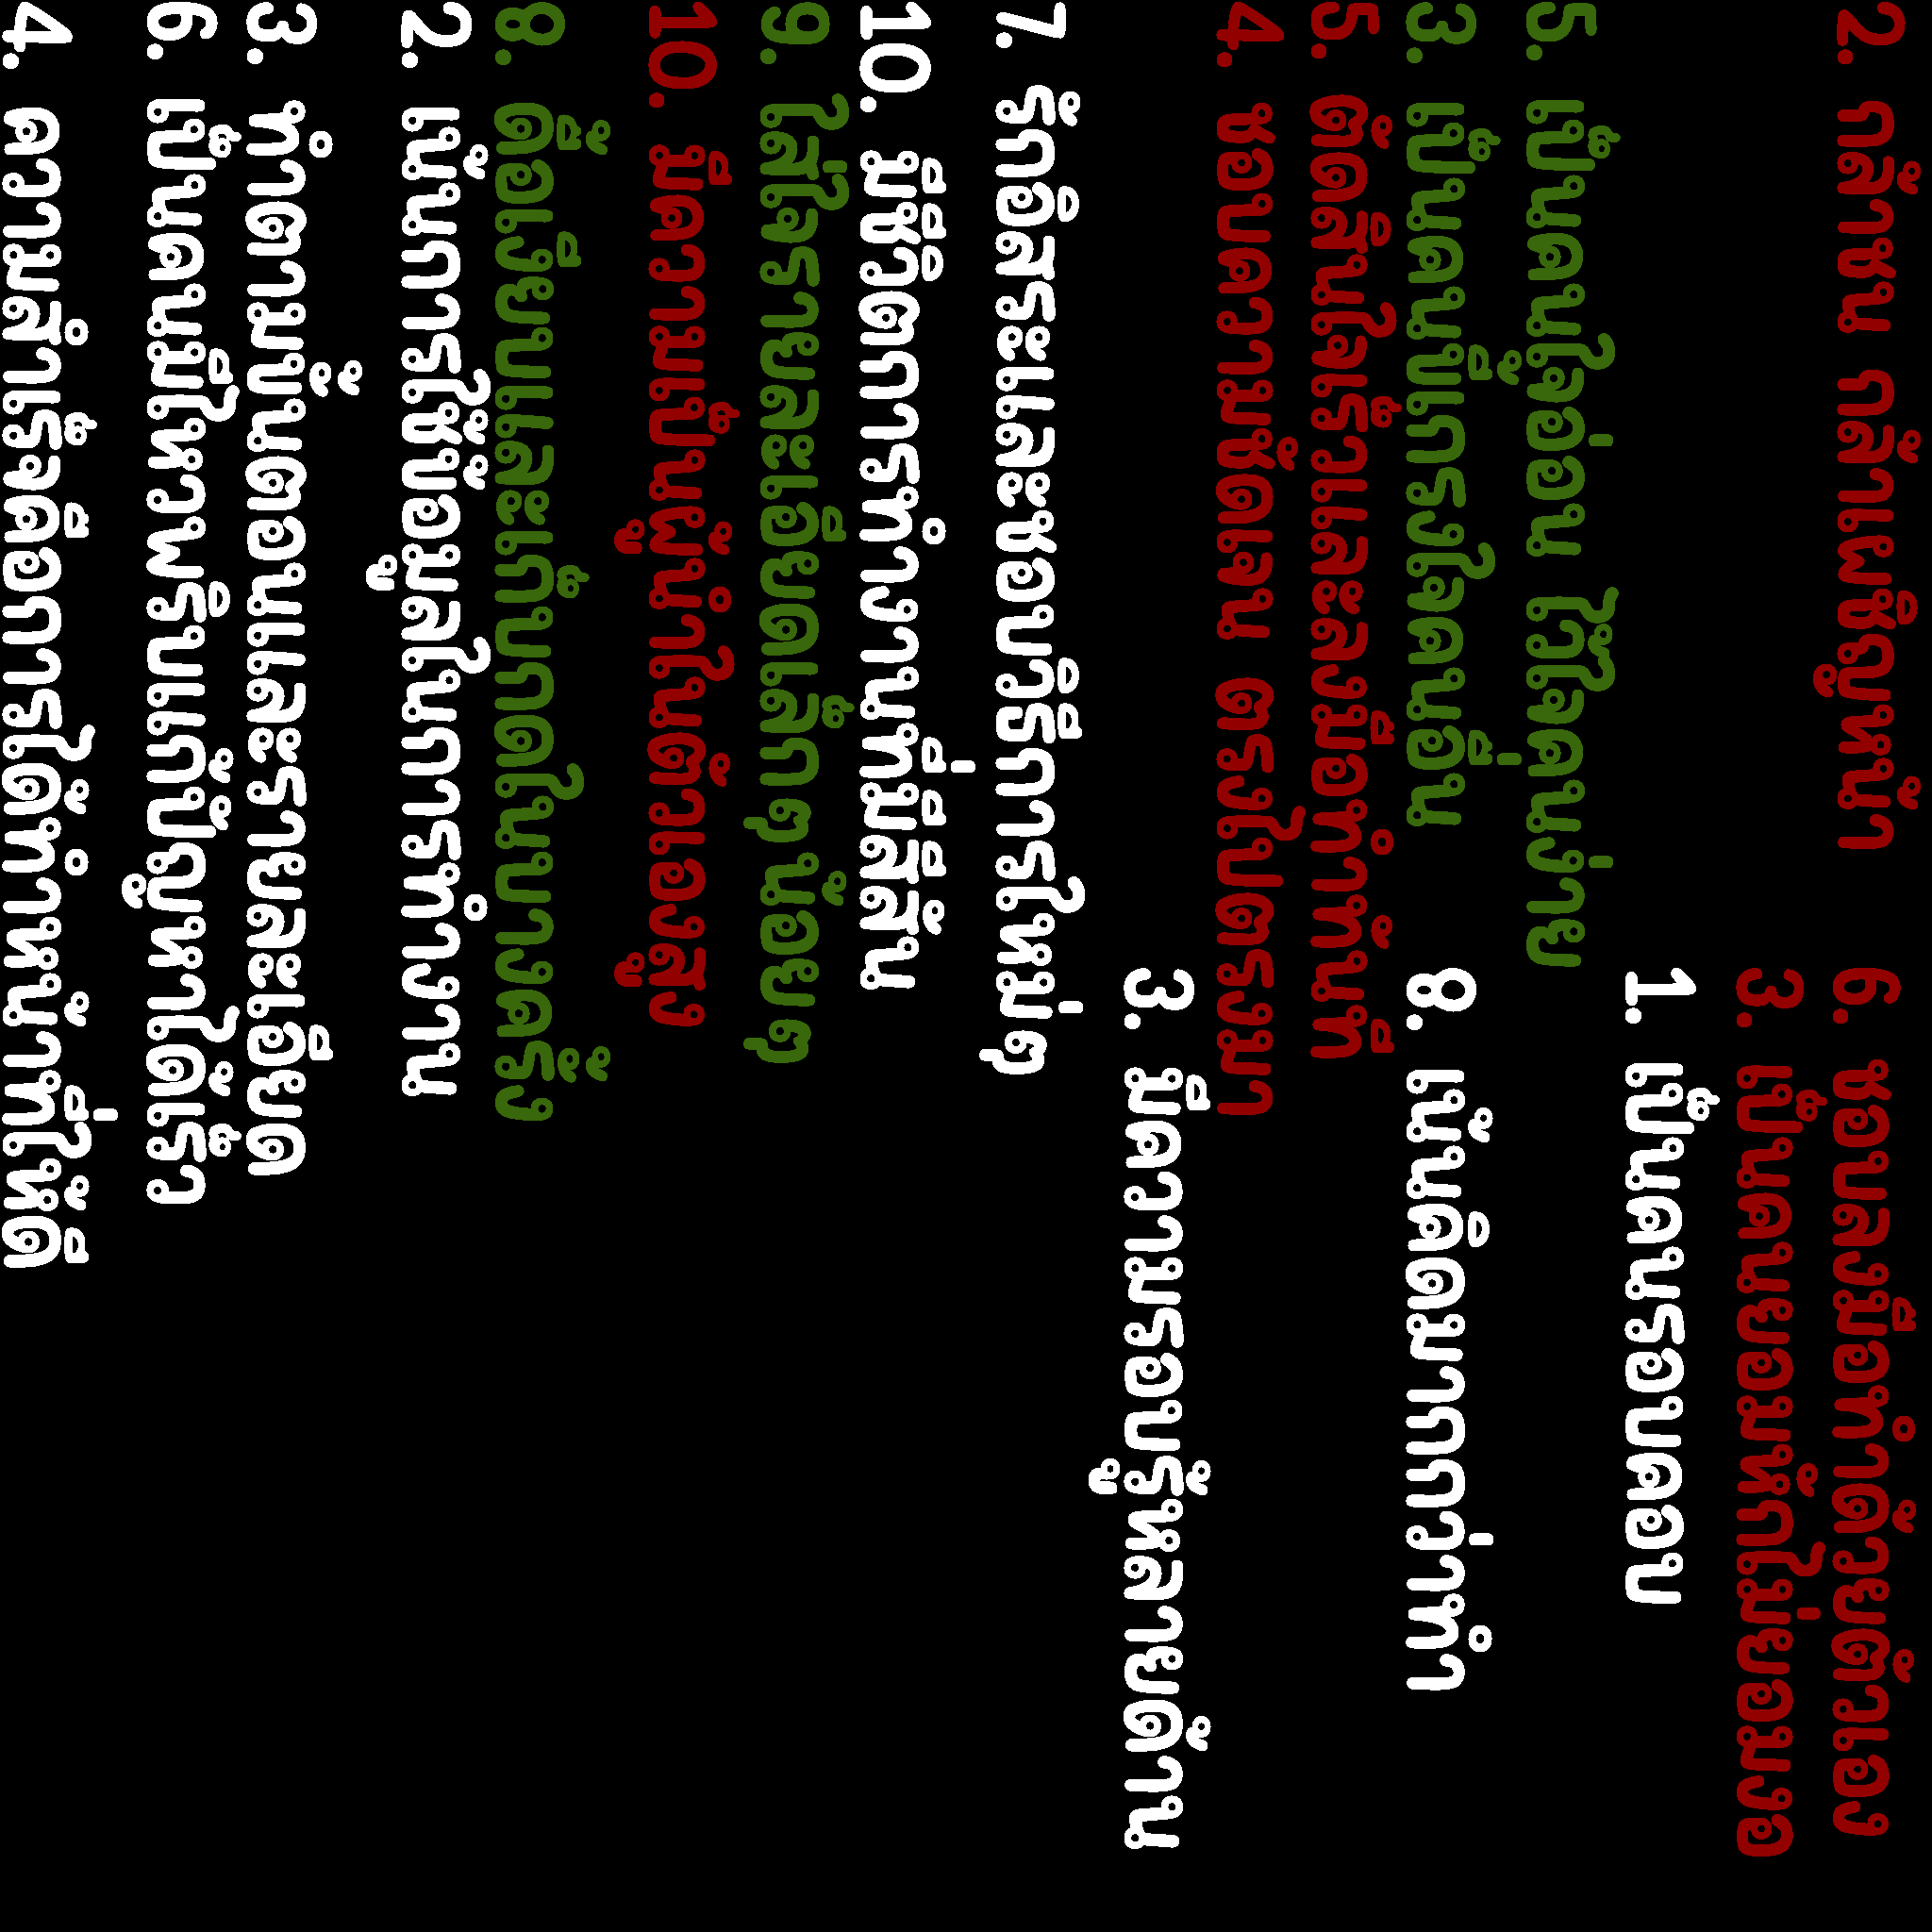 2. กล้าชน กล้าเผชิญหน้า
6. ชอบลงมือทำด้วยตัวเอง
3. เป็นคนยอมหักไม่ยอมงอ
1. เป็นคนรอบคอบ
5. เป็นคนใจอ่อน ไว้ใจคนง่าย
3. เป็นคนขี้เกรงใจคนอื่น
8. เน้นคิดมากกว่าทำ
5. ตัดสินใจเร็วและลงมือทำทันที
4. ชอบความชัดเจน ตรงไปตรงมา
3. มีความรอบรู้หลายด้าน
7. รักอิสระและชอบวิธีการใหม่ๆ
10. มีชีวิตการทำงานที่มีสีสัน
9. ใส่ใจรายละเอียดเล็กๆน้อยๆ
10. มีความเป็นผู้นำในตัวเองสูง
8. ดื้อเงียบและเก็บกดในบางครั้ง
2. เน้นการใช้ข้อมูลในการทำงาน
3. ทำตามขั้นตอนและรายละเอียด
6. เป็นคนมีไหวพริบแก้ปัญหาได้เร็ว
4. ความสำเร็จคือการได้ทำหน้าที่ให้ดี